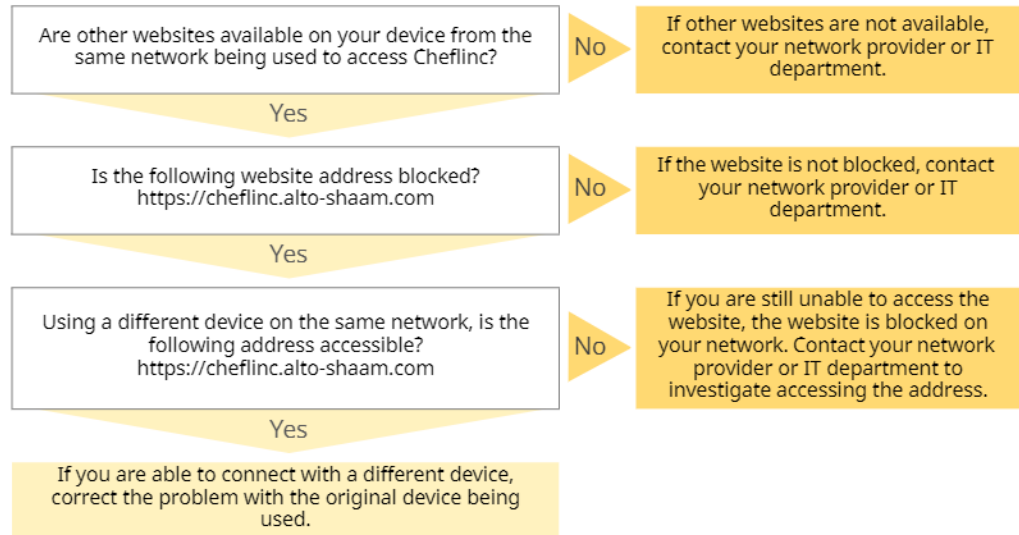 Are other websites available on your device from the
same network being used to access Cheflinc?
No
If other websites are not available,
contact your network provider or IT
department.
Yes
Is the following website address blocked?
https://cheflinc.alto-shaam.com
No
If the website is not blocked, contact
your network provider or IT
department.
Yes
Using a different device on the same network, is the
following address accessible?
https://cheflinc.alto-shaam.com
No
If you are still unable to access the
website, the website is blocked on
your network. Contact your network
provider or IT department to
investigate accessing the address.
Yes
If you are able to connect with a different device,
correct the problem with the original device being
used.